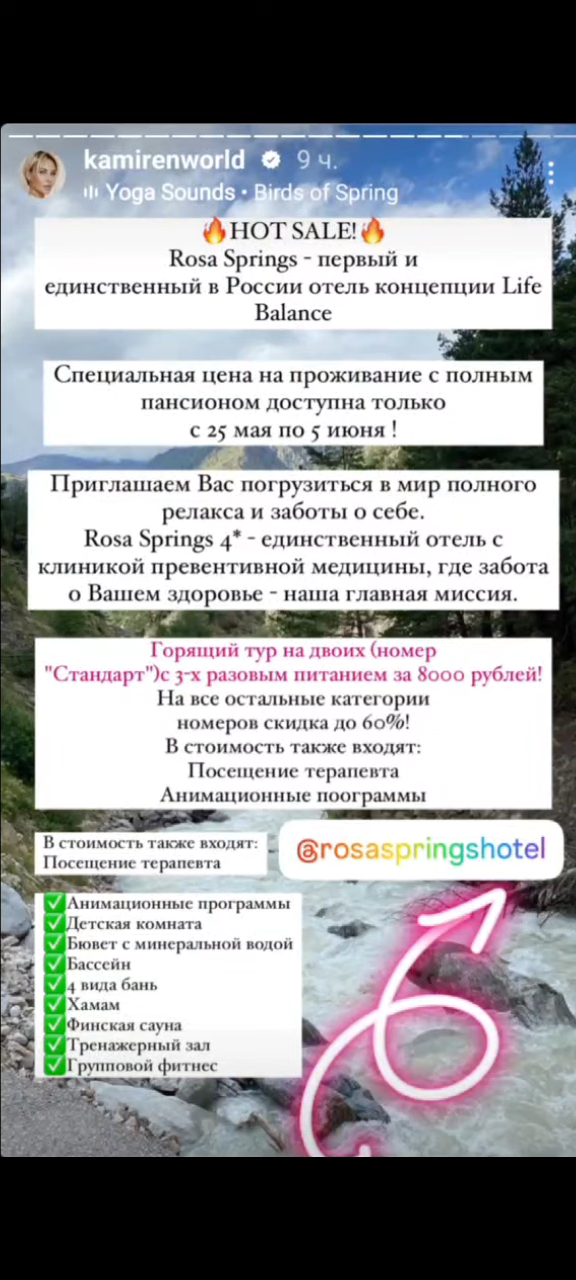 kamirenworld 9 ч.
Yoga Sounds • Birds of Spring
🔥HOT SALE!🔥
Rosa Springs - первый и
единственный в России отель концепции Life
Balance
Специальная цена на проживание с полным
пансионом доступна только
с 25 мая по 5 июня !
Приглашаем Вас погрузиться в мир полного
релакса и заботы о себе.
Rosa Springs 4* - единственный отель с
клиникой превентивной медицины, где забота
о Вашем здоровье - наша главная миссия.
Горящий тур на двоих (номер
"Стандарт")с 3-х разовым питанием за 8000 рублей!
На все остальные категории
номеров скидка до 60%!
В стоимость также входят:
Посещение терапевта
Анимационные поограммы
В стоимость также входят:
Посещение терапевта
@rosaspringshotel
✅Анимационные программы
✅Детская комната
✅Бювет с минеральной водой
✅Бассейн
✅4 вида бань
✅Хамам
✅Финская сауна
✅Тренажерный зал
✅Групповой фитнес